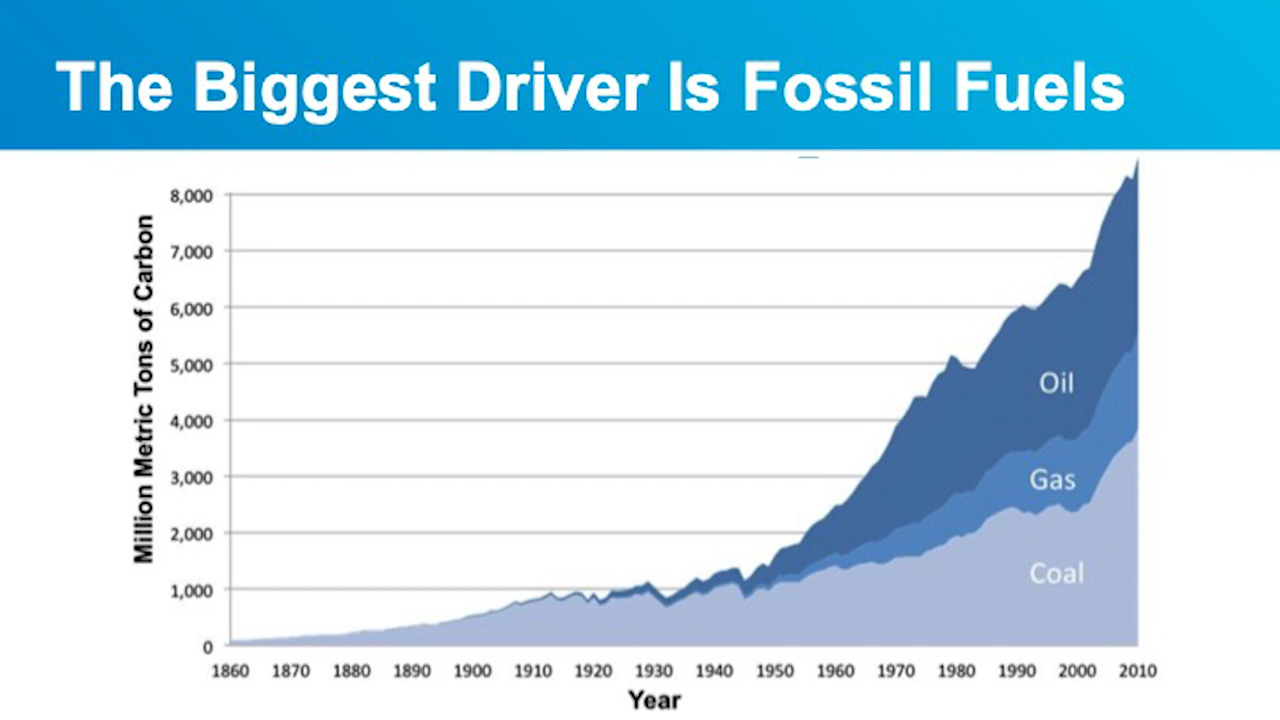 The Biggest Driver Is Fossil Fuels
Million Metric Tons of Carbon
8,000
7,000
6,000
5,000
4,000
3,000
2,000
1,000
0
Oil
Gas
Coal
1860 1870 1880 1890 1900 1910 1920 1930 1940 1950 1960 1970 1980 1990 2000 2010
Year